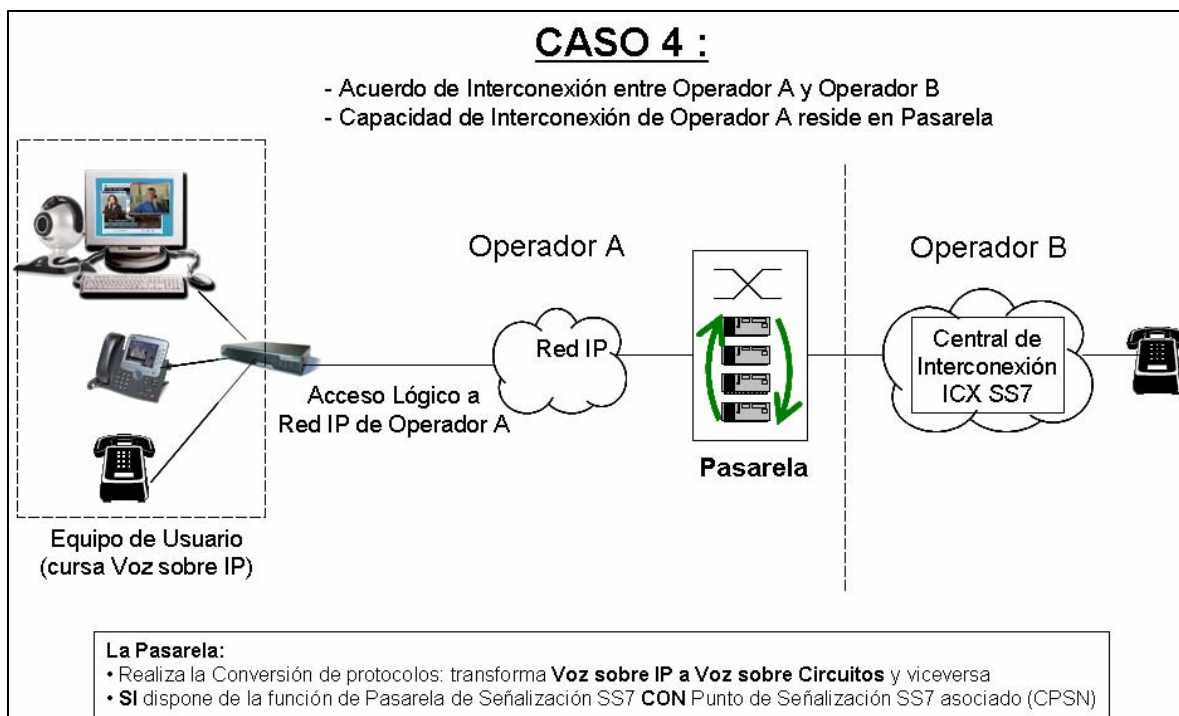 CASO 4 :
- Acuerdo de Interconexión entre Operador A y Operador B
- Capacidad de Interconexión de Operador A reside en Pasarela
Operador A
Operador B
Red IP
Central de
Interconexión
ICX SS7
Acceso Lógico a
Red IP de Operador A
Pasarela
Equipo de Usuario
(cursa Voz sobre IP)
La Pasarela:
• Realiza la Conversión de protocolos: transforma Voz sobre IP a Voz sobre Circuitos y viceversa
• SI dispone de la función de Pasarela de Señalización SS7 CON Punto de Señalización SS7 asociado (CPSN)